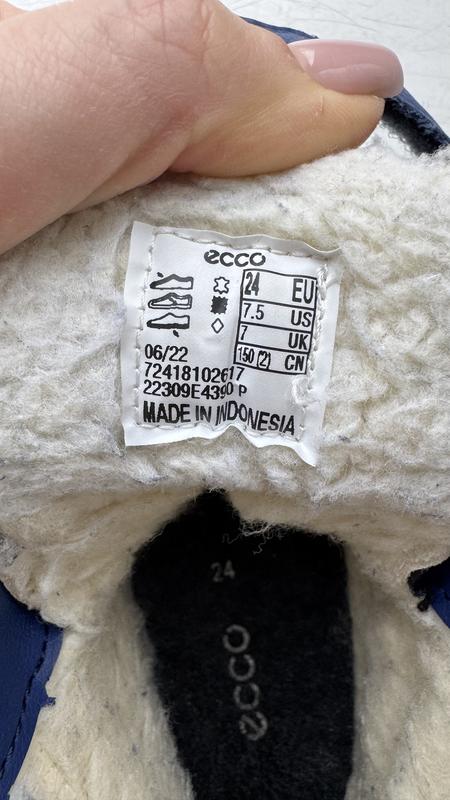 ecco
24 EU
7.5 US
7 UK
150 (2) CN
06/22
72418102617
22309E4390 P
MADE IN INDONESIA
24
ecco